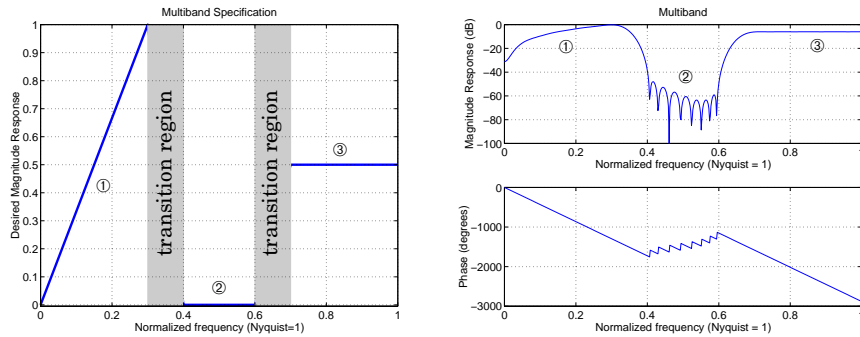 Multiband Specification
Desired Magnitude Response
1
0.9
0.8
0.7
0.6
0.5
0.4
0.3
0.2
0.1
0
①
transition region
②
transition region
③
0 0.2 0.4 0.6 0.8 1
Normalized frequency (Nyquist=1)
Multiband
Magnitude Response (dB)
0
−20
−40
−60
−80
−100
①
②
③
0 0.2 0.4 0.6 0.8 1
Normalized frequency (Nyquist = 1)
Phase (degrees)
0
−1000
−2000
−3000
0 0.2 0.4 0.6 0.8 1
Normalized frequency (Nyquist = 1)